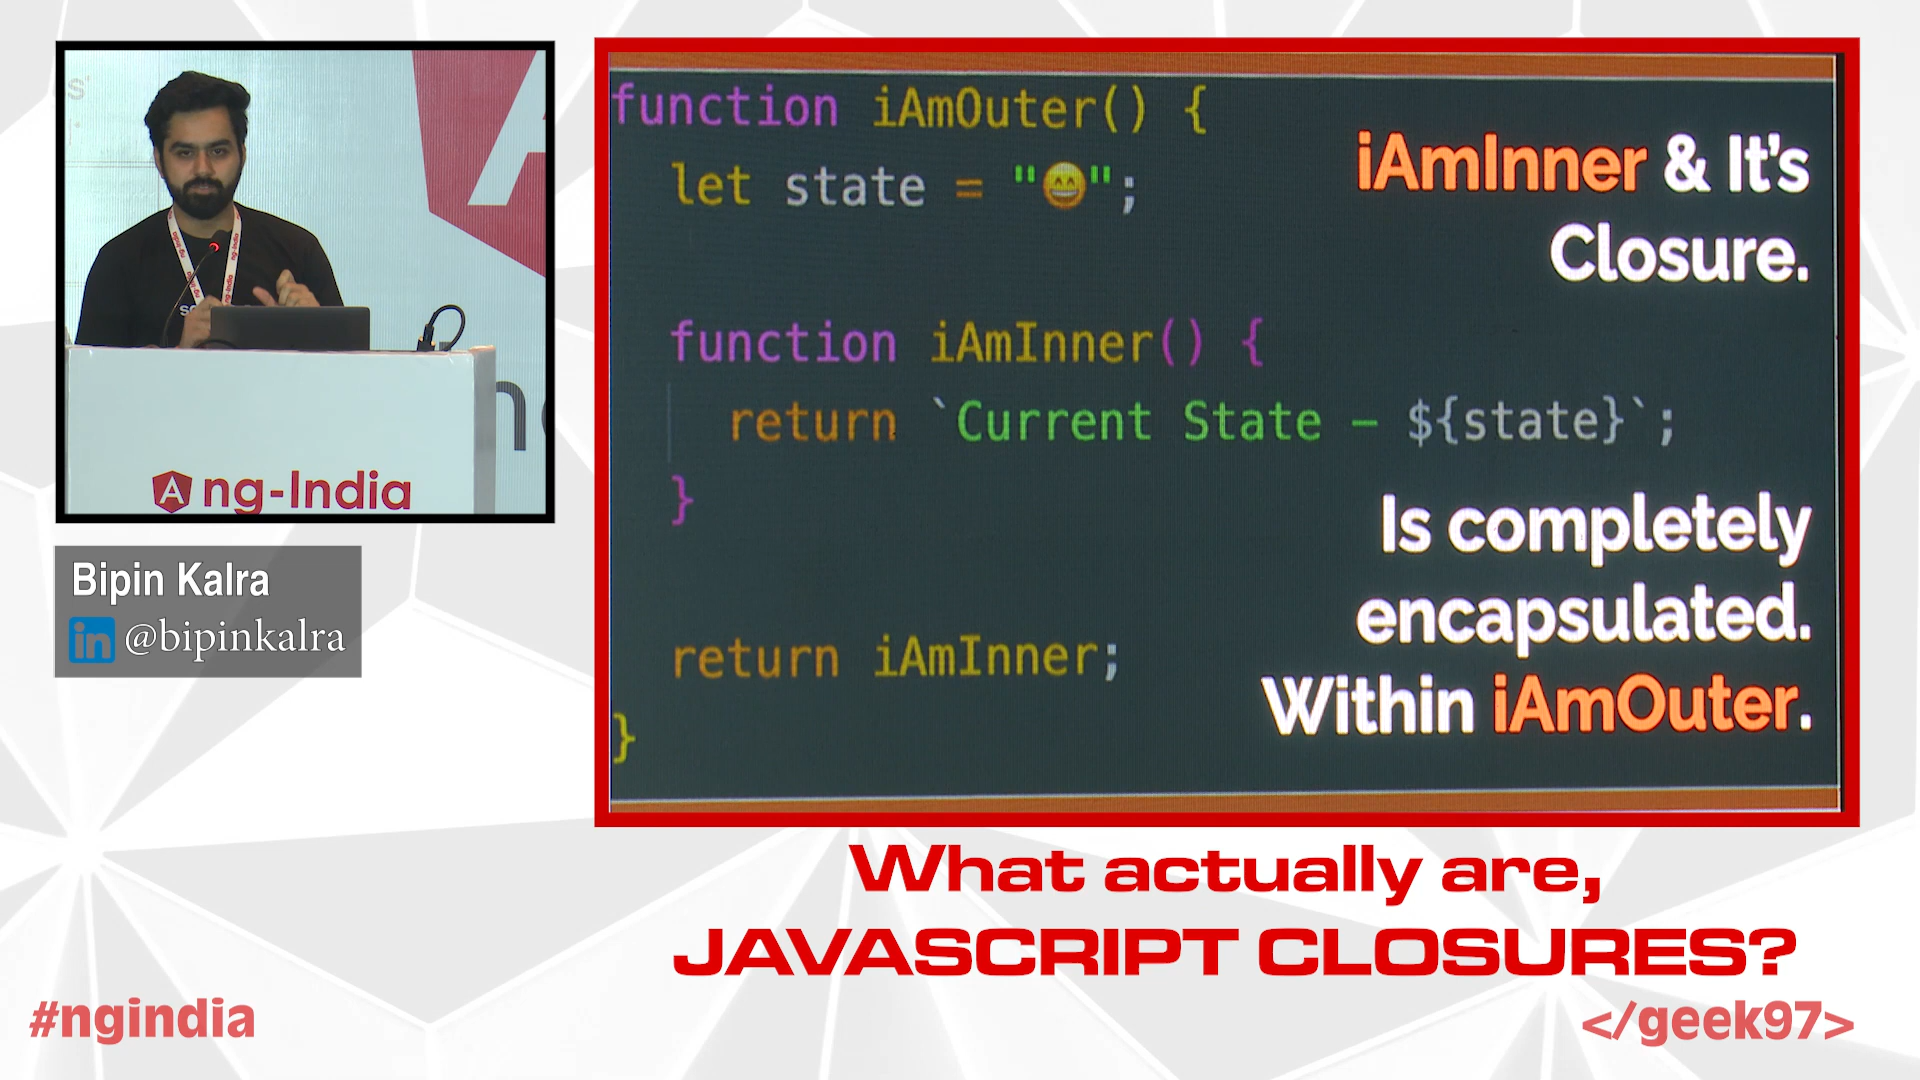 function iAmOuter() {
let state = "😄";
function iAmInner() {
return `Current State – ${state}`;
}
return iAmInner;
}
iAmInner & It's
Closure.
Is completely
encapsulated.
Within iAmOuter.
ng-India
Bipin Kalra
in @bipinkalra
What actually are,
JAVASCRIPT CLOSURES?
#ngindia
</geek97>